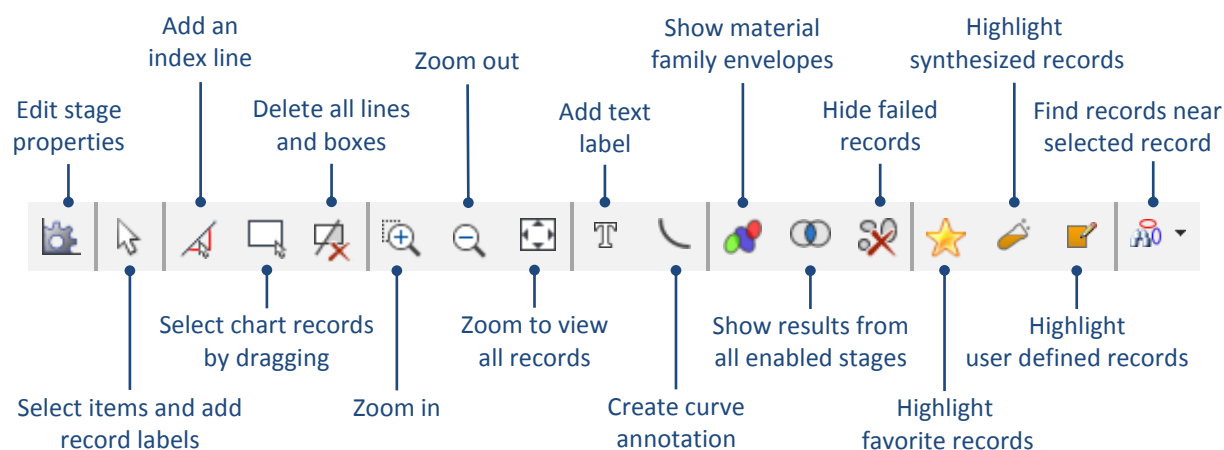 Add an
index line
Show material
family envelopes
Highlight
synthesized records
Zoom out
Edit stage
properties
Delete all lines
and boxes
Add text
label
Hide failed
records
Find records near
selected record
T
Select chart records
by dragging
Zoom to view
all records
Show results from
all enabled stages
Highlight
user defined records
Select items and add
record labels
Zoom in
Create curve
annotation
Highlight
favorite records